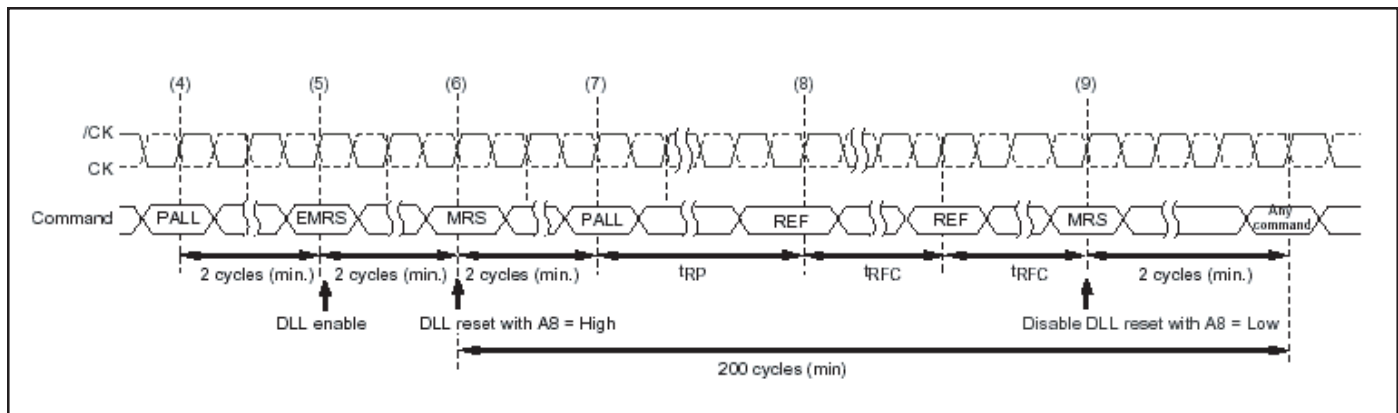 (4) (5) (6) (7) (8) (9)
/CK
CK
Command PALL EMRS MRS PALL REF REF MRS Any command
2 cycles (min.) 2 cycles (min.) 2 cycles (min.) tRP tRFC tRFC 2 cycles (min.)
DLL enable DLL reset with A8 = High Disable DLL reset with A8 = Low
200 cycles (min)